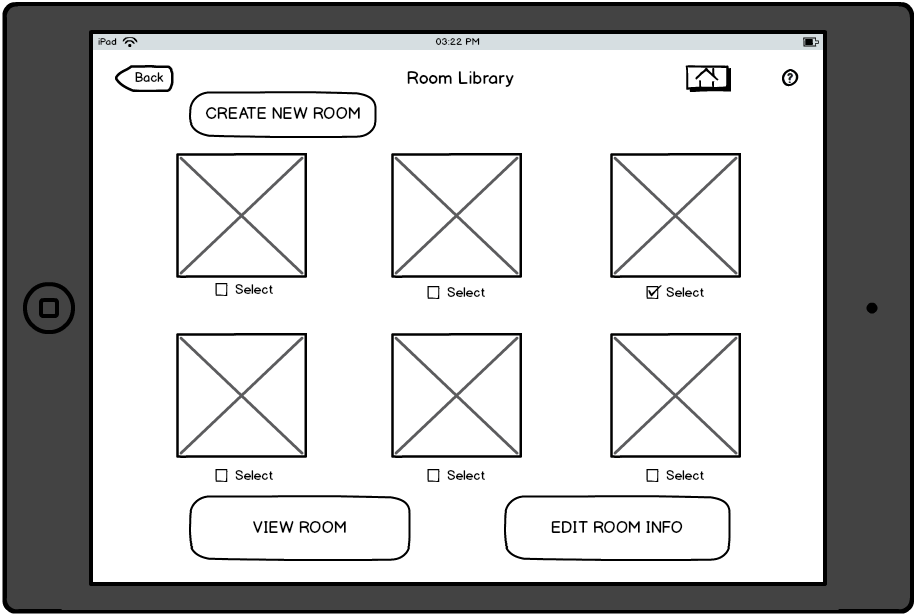 iPad
03:22 PM
Back
Room Library
?
CREATE NEW ROOM
Select
Select
Select
Select
Select
Select
VIEW ROOM
EDIT ROOM INFO